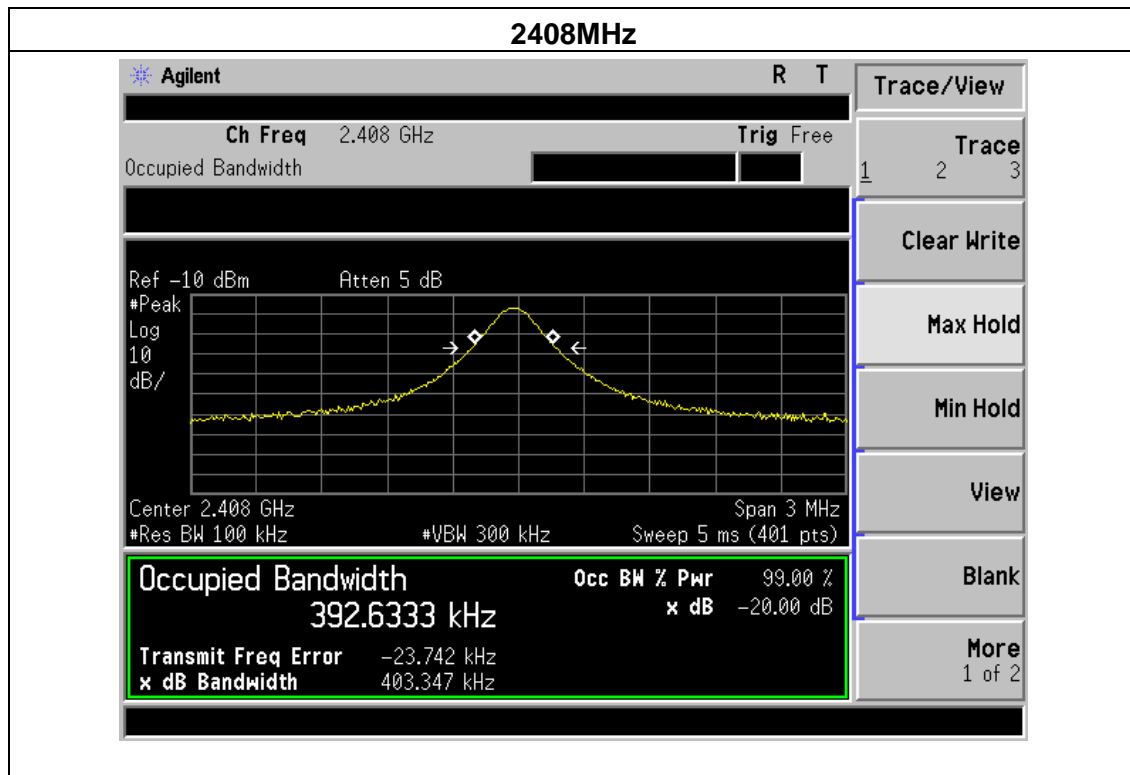 2408MHz
Agilent R T
Trace/View
Ch Freq 2.408 GHz Trig Free
Occupied Bandwidth
Trace
1 2 3
Clear Write
Max Hold
Min Hold
View
Blank
More
1 of 2
Ref -10 dBm Atten 5 dB
#Peak
Log
10
dB/
Center 2.408 GHz Span 3 MHz
#Res BW 100 kHz #VBW 300 kHz Sweep 5 ms (401 pts)
Occupied Bandwidth Occ BW % Pwr 99.00 %
392.6333 kHz x dB -20.00 dB
Transmit Freq Error -23.742 kHz
x dB Bandwidth 403.347 kHz